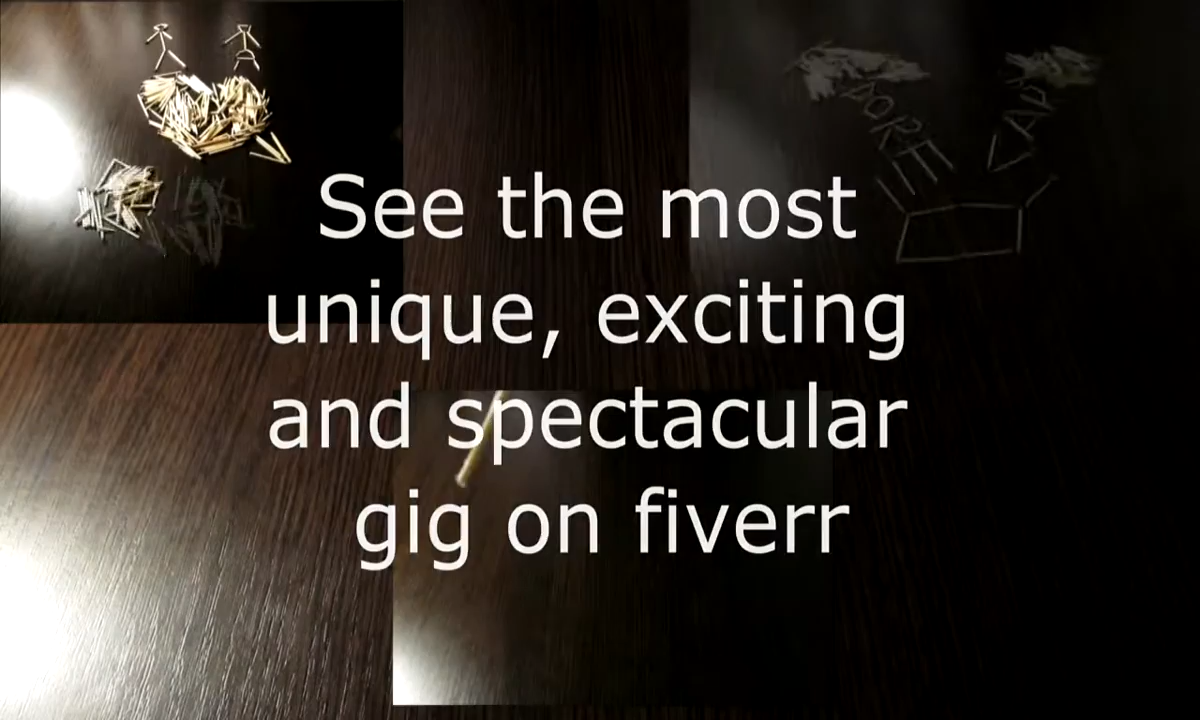 See the most
unique, exciting
and spectacular
gig on fiverr